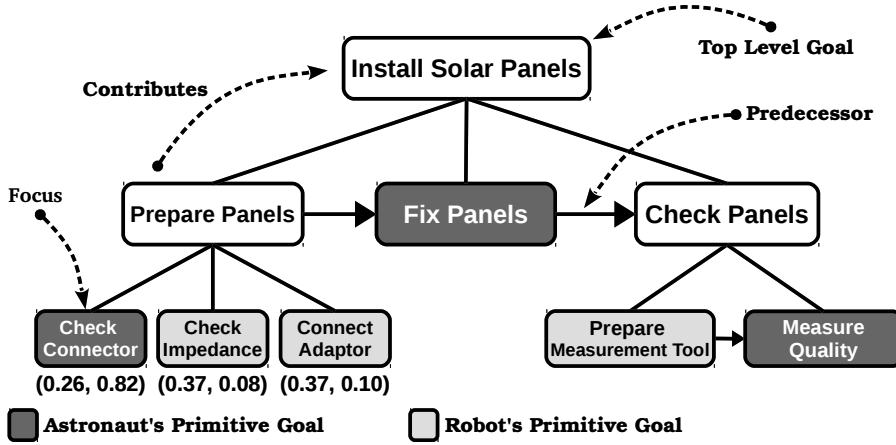 Install Solar Panels
Top Level Goal
Contributes
Predecessor
Focus
Prepare Panels
Fix Panels
Check Panels
Check
Connector
Check
Impedance
Connect
Adaptor
Prepare
Measurement Tool
Measure
Quality
(0.26, 0.82) (0.37, 0.08) (0.37, 0.10)
Astronaut's Primitive Goal
Robot's Primitive Goal